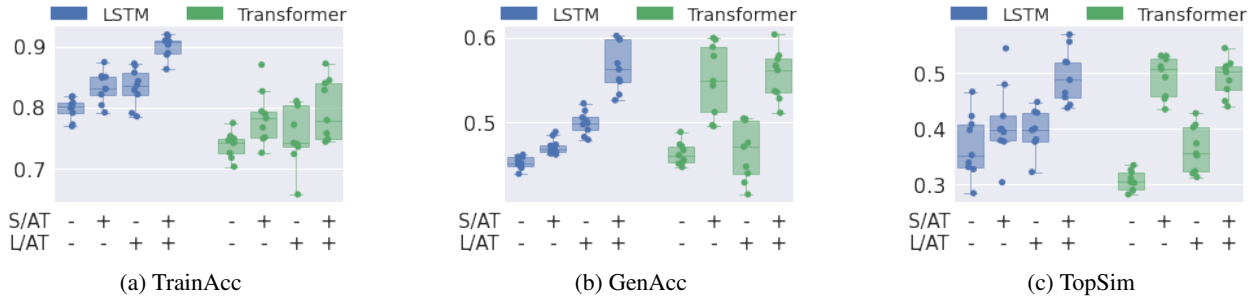 LSTM Transformer
0.9
0.8
0.7
S/AT - + - + - + - +
L/AT - - + + - - + +
(a) TrainAcc
LSTM Transformer
0.6
0.5
S/AT - + - + - + - +
L/AT - - + + - - + +
(b) GenAcc
LSTM Transformer
0.5
0.4
0.3
S/AT - + - + - + - +
L/AT - - + + - - + +
(c) TopSim